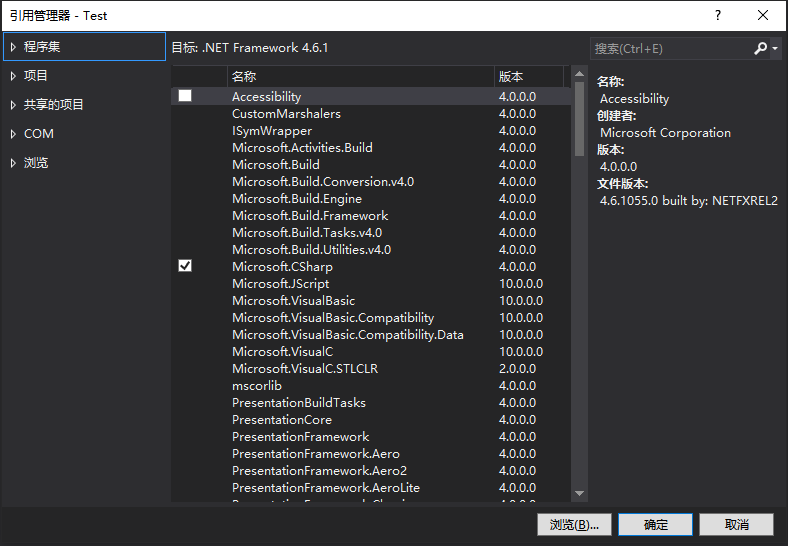 引用管理器 - Test
程序集
项目
共享的项目
COM
浏览
目标: .NET Framework 4.6.1
名称 版本
Accessibility 4.0.0.0
CustomMarshalers 4.0.0.0
ISymWrapper 4.0.0.0
Microsoft.Activities.Build 4.0.0.0
Microsoft.Build 4.0.0.0
Microsoft.Build.Conversion.v4.0 4.0.0.0
Microsoft.Build.Engine 4.0.0.0
Microsoft.Build.Framework 4.0.0.0
Microsoft.Build.Tasks.v4.0 4.0.0.0
Microsoft.Build.Utilities.v4.0 4.0.0.0
Microsoft.CSharp 4.0.0.0
Microsoft.JScript 10.0.0.0
Microsoft.VisualBasic 10.0.0.0
Microsoft.VisualBasic.Compatibility 10.0.0.0
Microsoft.VisualBasic.Compatibility.Data 10.0.0.0
Microsoft.VisualC 10.0.0.0
Microsoft.VisualC.STLCLR 2.0.0.0
mscorlib 4.0.0.0
PresentationBuildTasks 4.0.0.0
PresentationCore 4.0.0.0
PresentationFramework 4.0.0.0
PresentationFramework.Aero 4.0.0.0
PresentationFramework.Aero2 4.0.0.0
PresentationFramework.AeroLite 4.0.0.0
搜索(Ctrl+E)
名称:
Accessibility
创建者:
Microsoft Corporation
版本:
4.0.0.0
文件版本:
4.6.1055.0 built by: NETFXREL2
浏览(B)... 确定 取消